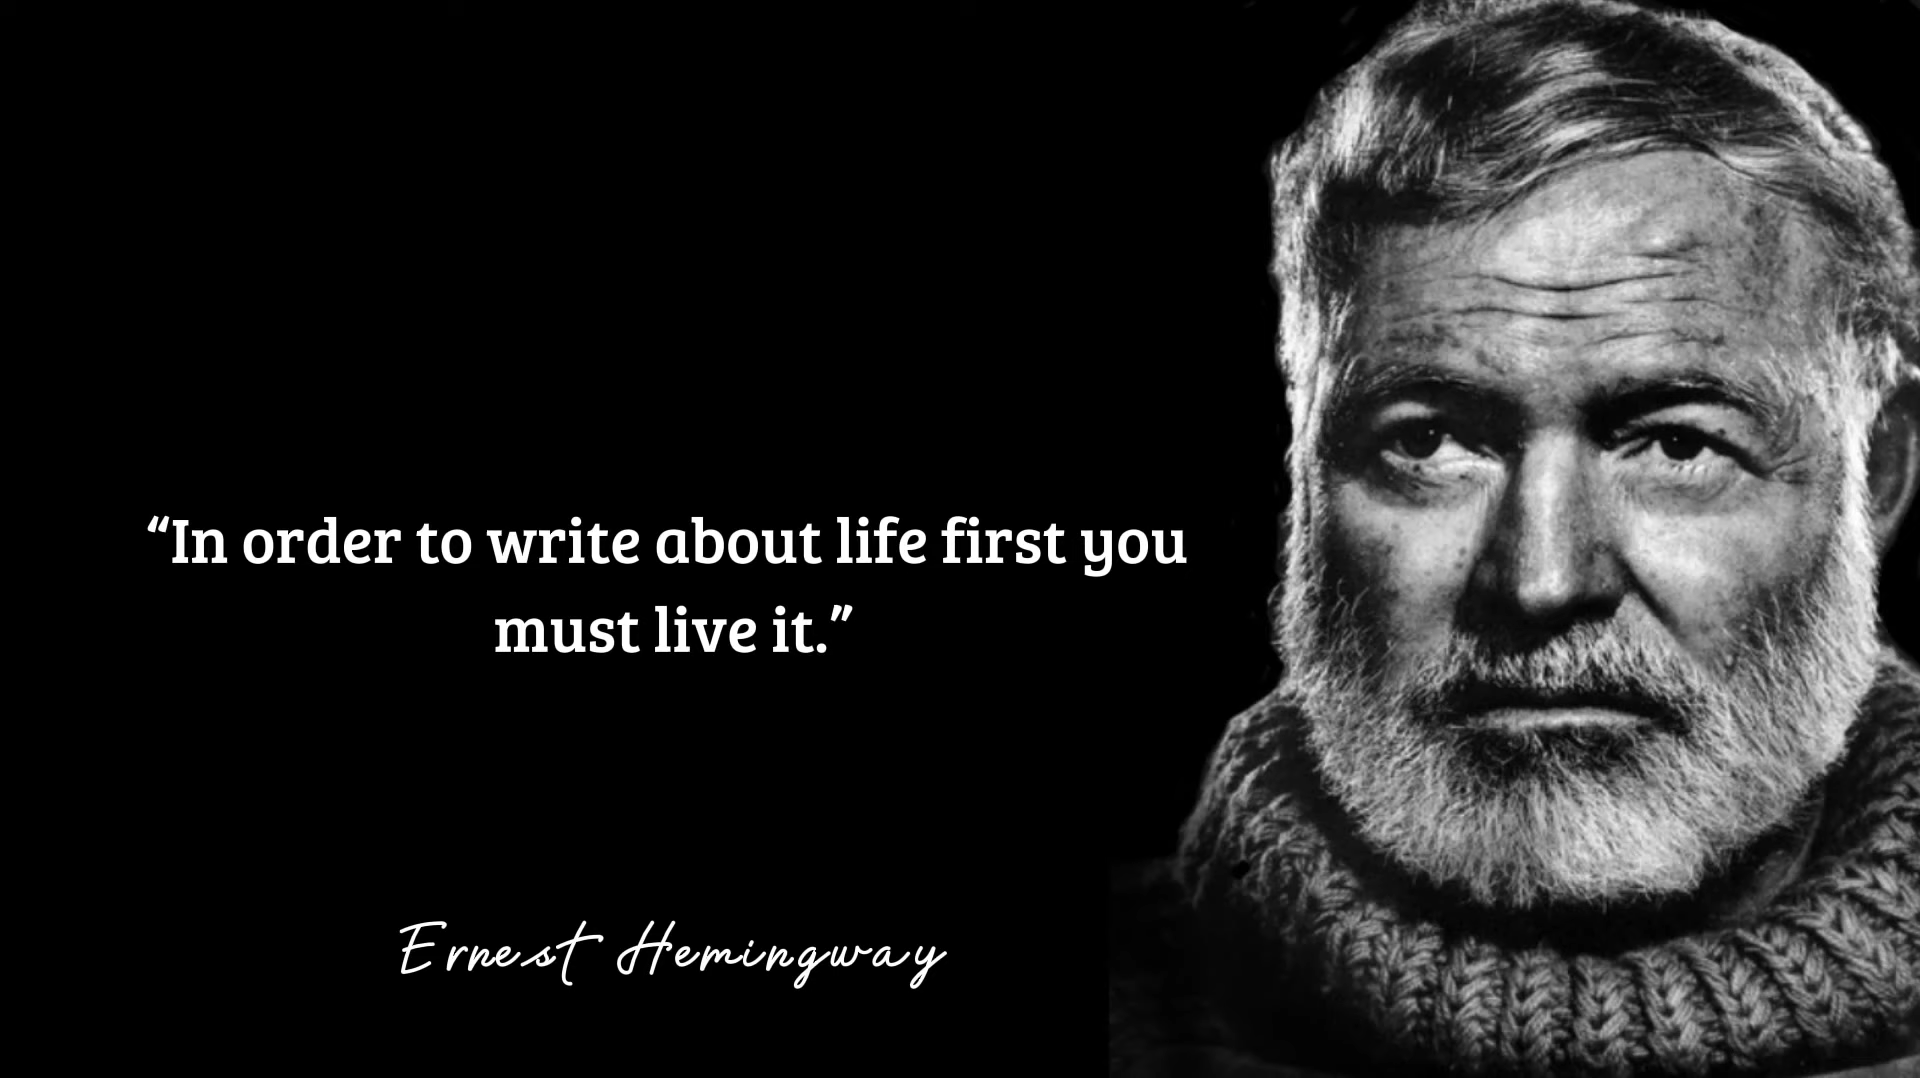 “In order to write about life first you
must live it.”
Ernest Hemingway